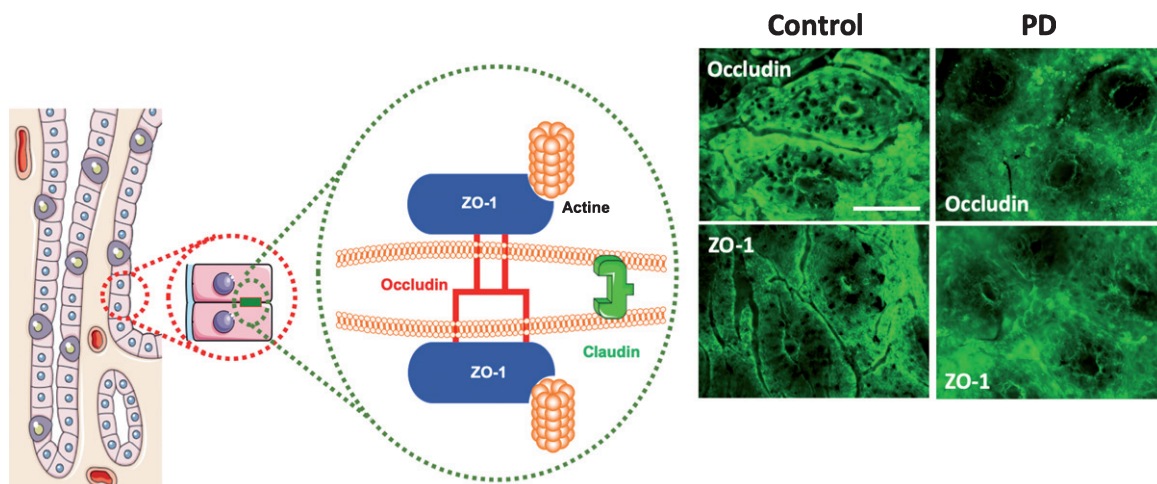 Control
PD
Occludin
Occludin
ZO-1
ZO-1
ZO-1
Actine
Occludin
Claudin
ZO-1